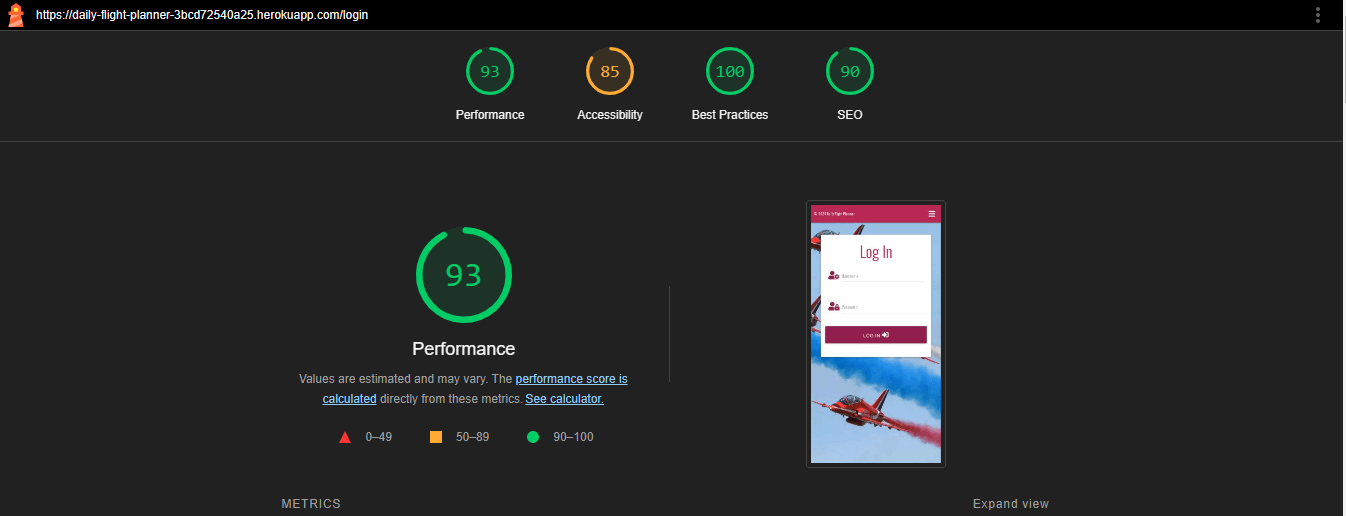 https://daily-flight-planner-3bcd72540a25.herokuapp.com/login
93
85
100
90
Performance
Accessibility
Best Practices
SEO
93
Performance
Values are estimated and may vary. The performance score is
calculated directly from these metrics. See calculator.
0–49
50–89
90–100
Flight Planner
Log In
Username
Password
LOG IN
METRICS
Expand view